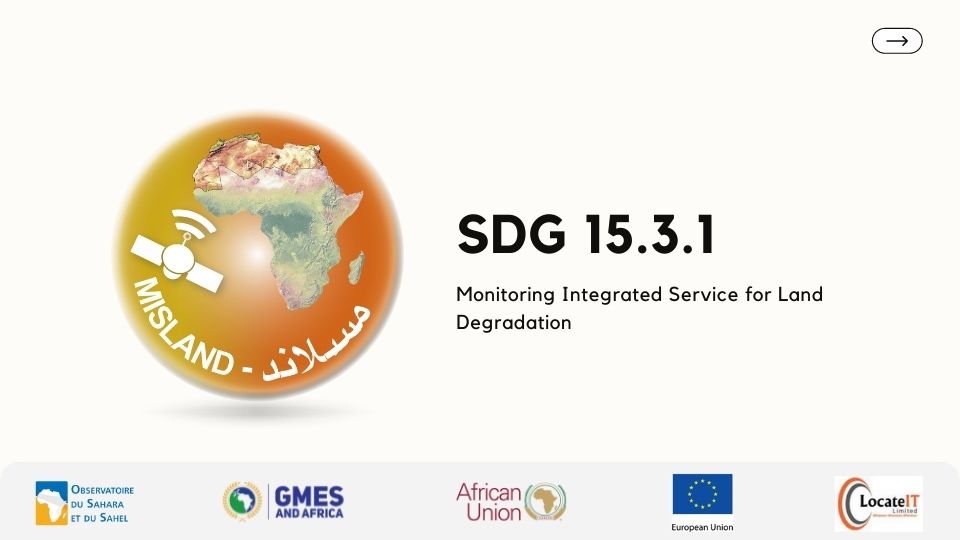 MISLAND - مسلاند
SDG 15.3.1
Monitoring Integrated Service for Land
Degradation
OBSERVATOIRE
DU SAHARA
ET DU SAHEL
GMES
AND AFRICA
African
Union
European Union
LocateIT
Limited